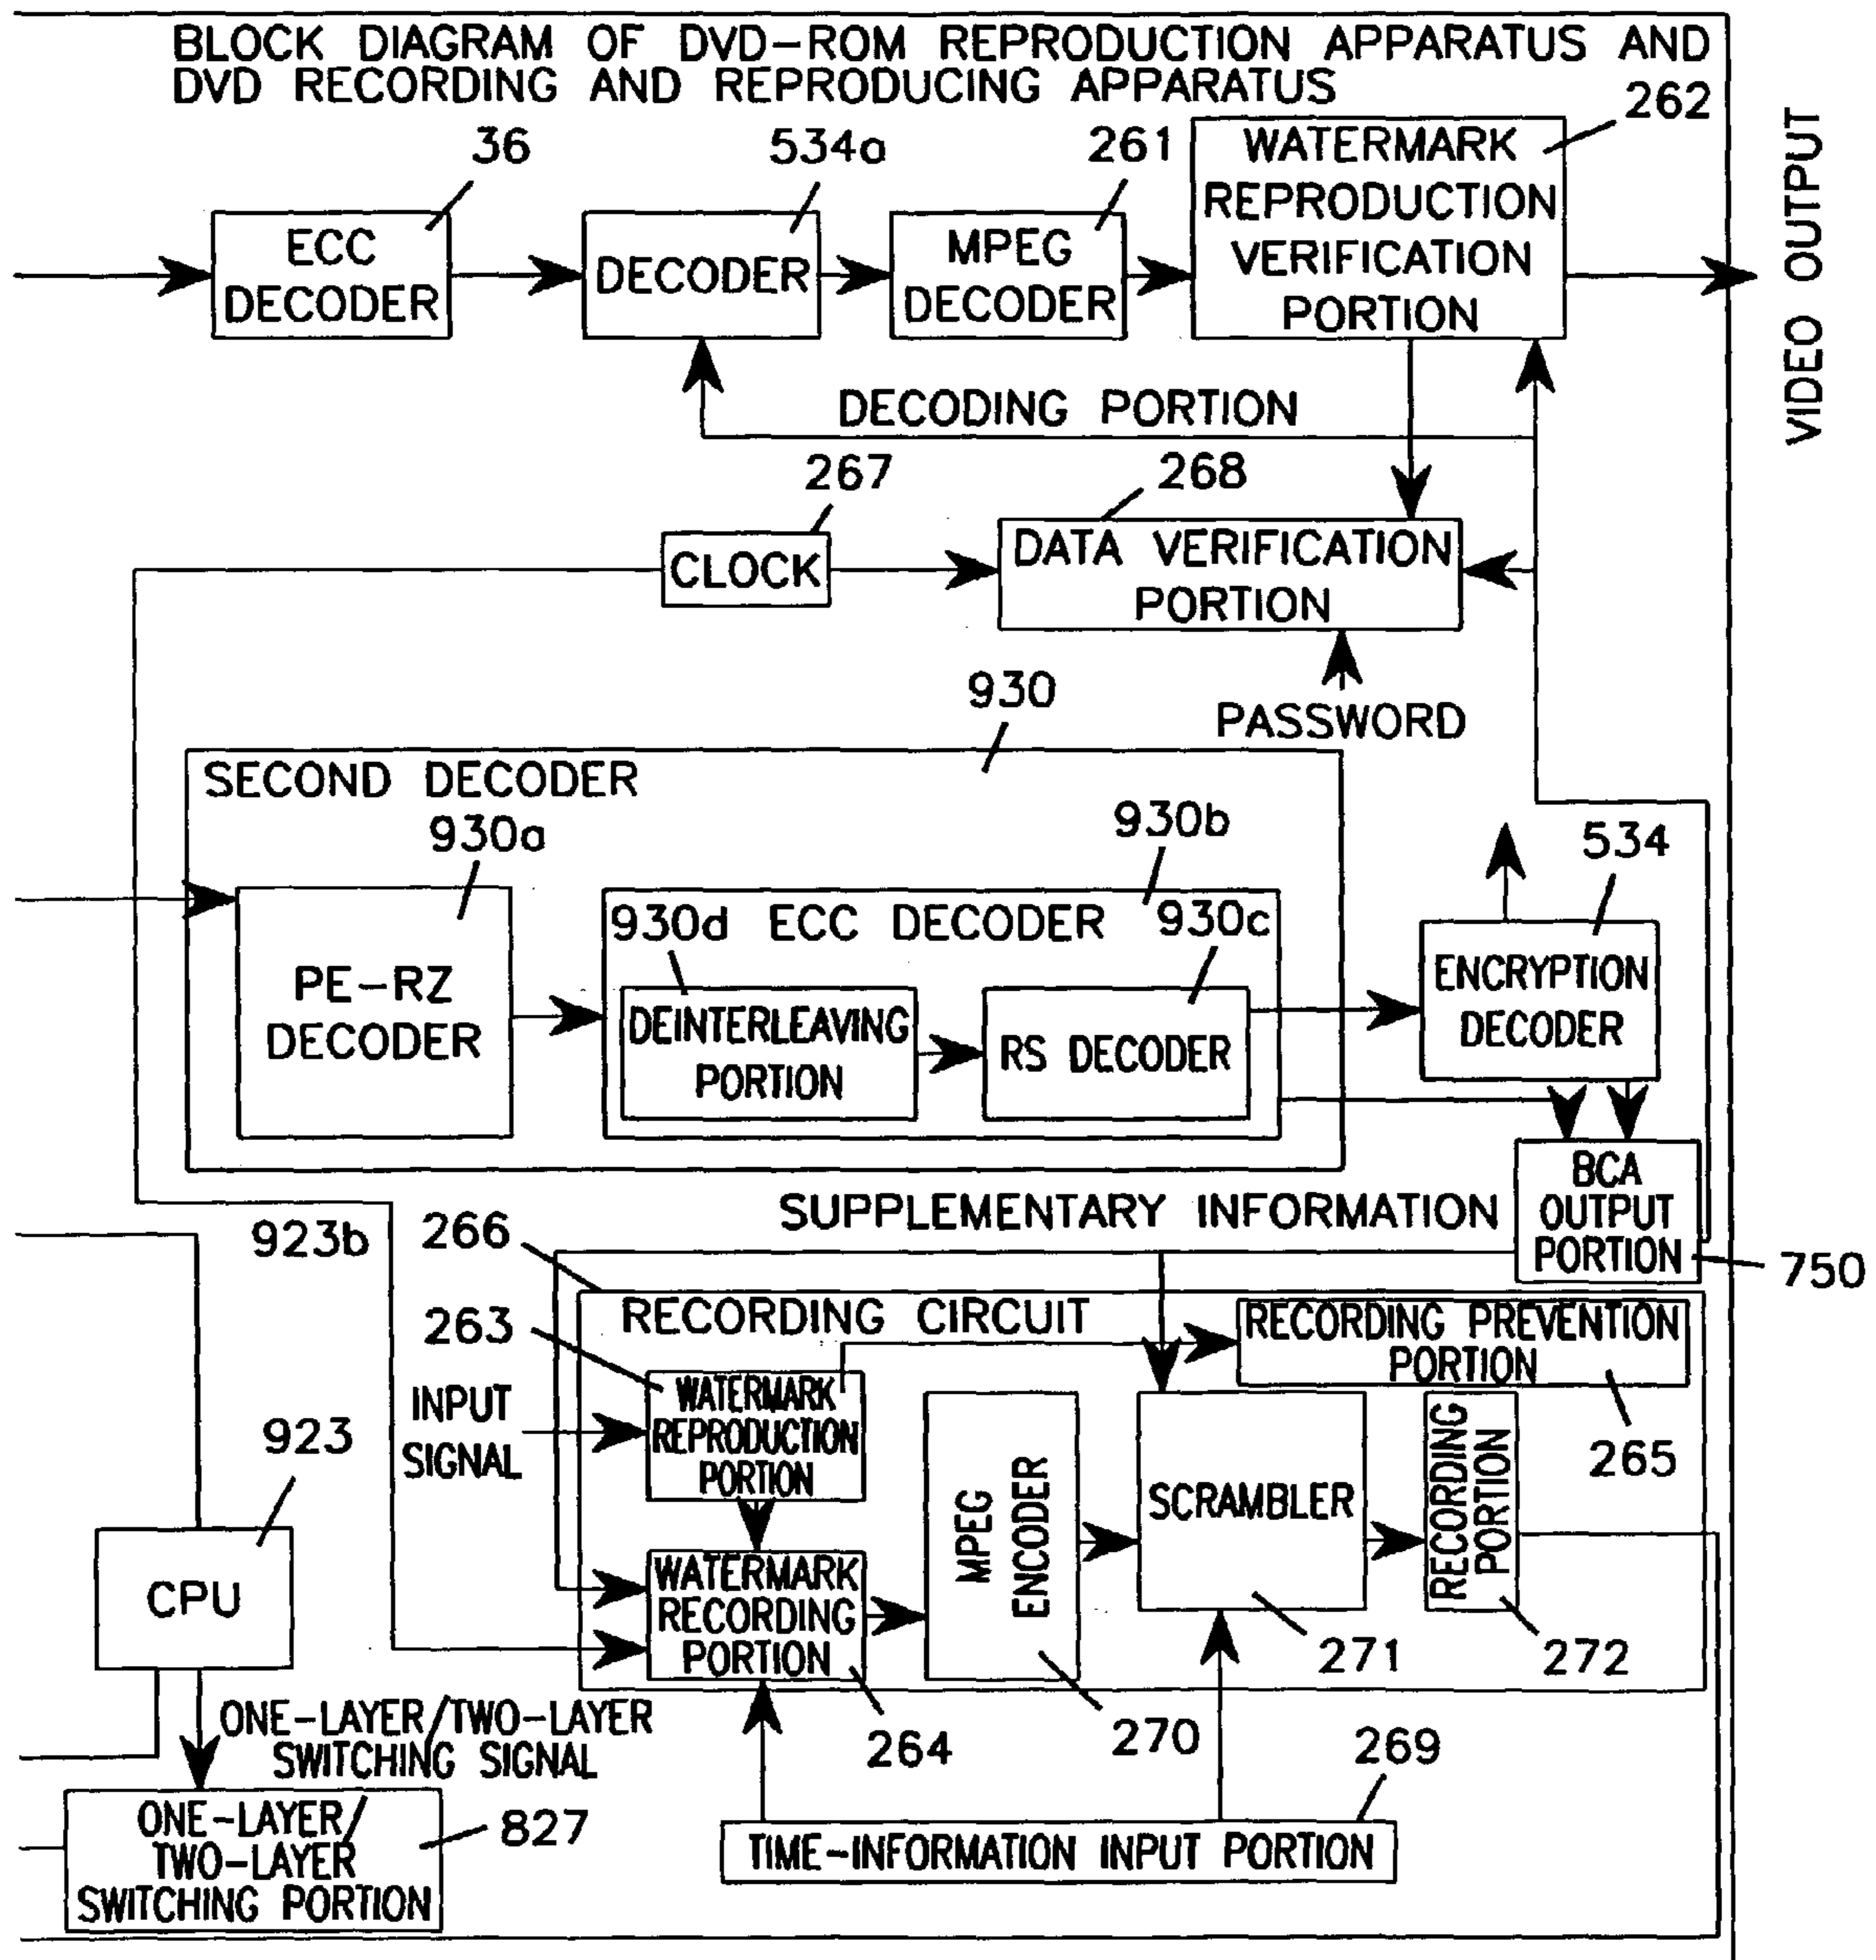 BLOCK DIAGRAM OF DVD-ROM REPRODUCTION APPARATUS AND
DVD RECORDING AND REPRODUCING APPARATUS
262
36
534a
261
WATERMARK
REPRODUCTION
VERIFICATION
PORTION
ECC
DECODER
DECODER
MPEG
DECODER
VIDEO OUTPUT
DECODING PORTION
267
268
CLOCK
DATA VERIFICATION
PORTION
PASSWORD
930
SECOND DECODER
930a
930b
534
930d ECC DECODER 930c
PE-RZ
DECODER
DEINTERLEAVING
PORTION
RS DECODER
ENCRYPTION
DECODER
BCA
OUTPUT
PORTION
750
SUPPLEMENTARY INFORMATION
923b
266
263
RECORDING CIRCUIT
RECORDING PREVENTION
PORTION
265
INPUT
SIGNAL
WATERMARK
REPRODUCTION
PORTION
923
MPEG
ENCODER
SCRAMBLER
RECORDING
PORTION
CPU
WATERMARK
RECORDING
PORTION
271
272
264
270
269
ONE-LAYER/TWO-LAYER
SWITCHING SIGNAL
ONE-LAYER/
TWO-LAYER
SWITCHING PORTION
827
TIME-INFORMATION INPUT PORTION